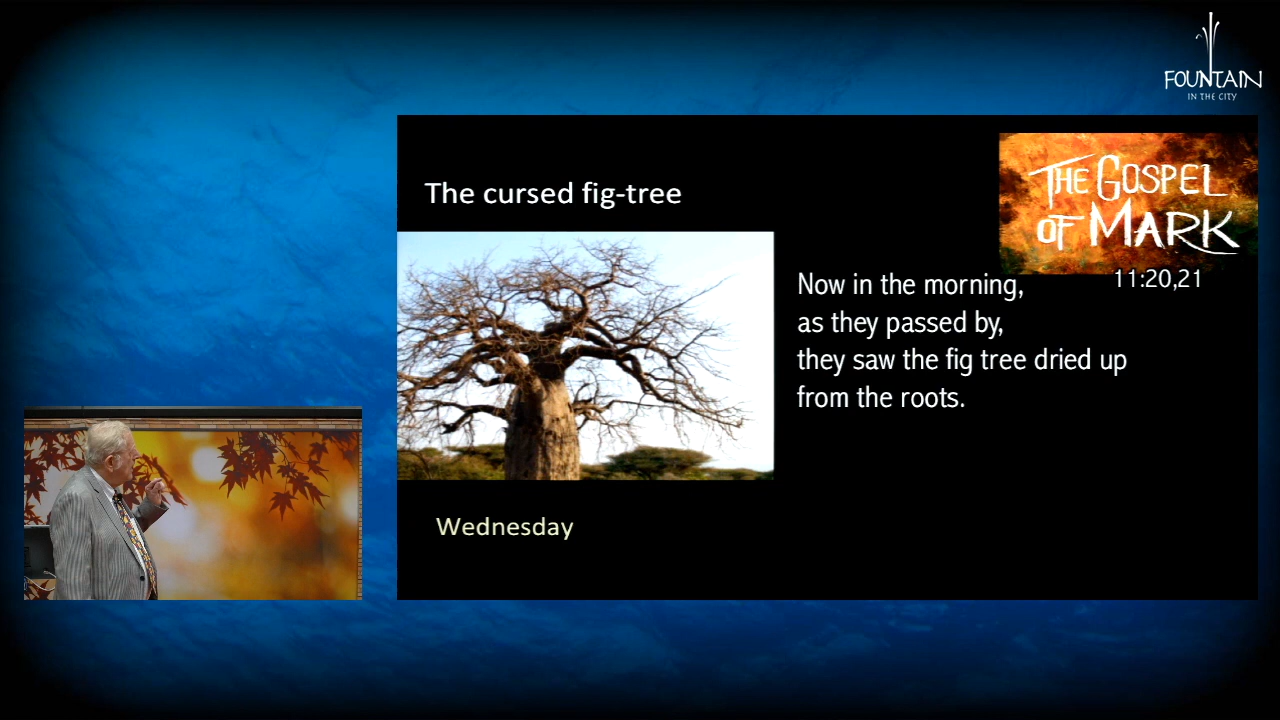 FOUNTAIN
IN THE CITY
THE GOSPEL
OF MARK
The cursed fig-tree
11:20,21
Now in the morning,
as they passed by,
they saw the fig tree dried up
from the roots.
Wednesday